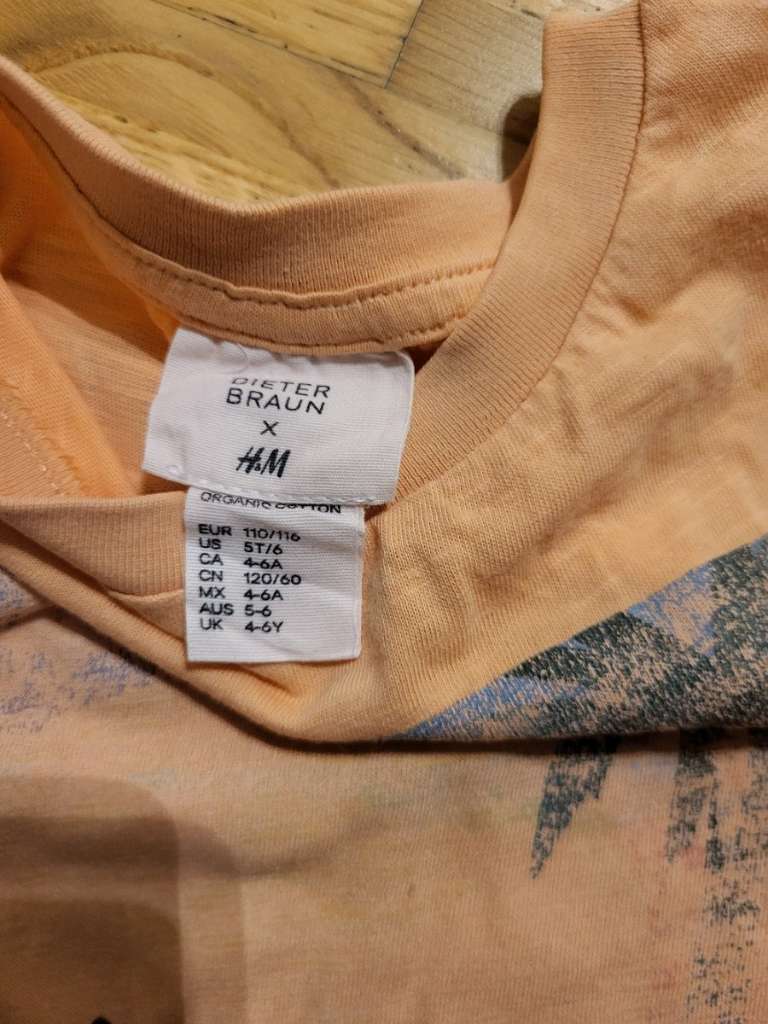 DIETER
BRAUN
X
H&M
ORGANIC COTTON
EUR 110/116
US 5T/6
CA 4-6A
CN 120/60
MX 4-6A
AUS 5-6
UK 4-6Y